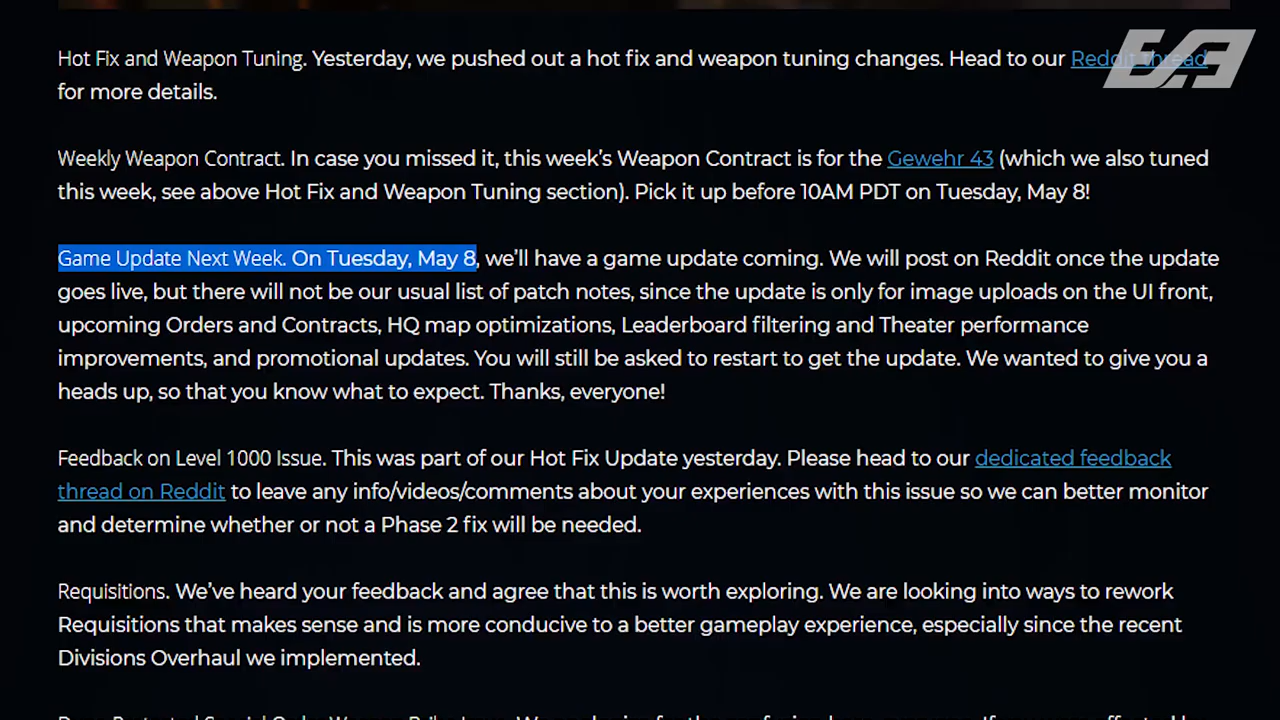 Hot Fix and Weapon Tuning. Yesterday, we pushed out a hot fix and weapon tuning changes. Head to our Reddit thread
for more details.
Weekly Weapon Contract. In case you missed it, this week's Weapon Contract is for the Gewehr 43 (which we also tuned
this week, see above Hot Fix and Weapon Tuning section). Pick it up before 10AM PDT on Tuesday, May 8!
Game Update Next Week. On Tuesday, May 8, we'll have a game update coming. We will post on Reddit once the update
goes live, but there will not be our usual list of patch notes, since the update is only for image uploads on the UI front,
upcoming Orders and Contracts, HQ map optimizations, Leaderboard filtering and Theater performance
improvements, and promotional updates. You will still be asked to restart to get the update. We wanted to give you a
heads up, so that you know what to expect. Thanks, everyone!
Feedback on Level 1000 Issue. This was part of our Hot Fix Update yesterday. Please head to our dedicated feedback
thread on Reddit to leave any info/videos/comments about your experiences with this issue so we can better monitor
and determine whether or not a Phase 2 fix will be needed.
Requisitions. We've heard your feedback and agree that this is worth exploring. We are looking into ways to rework
Requisitions that makes sense and is more conducive to a better gameplay experience, especially since the recent
Divisions Overhaul we implemented.